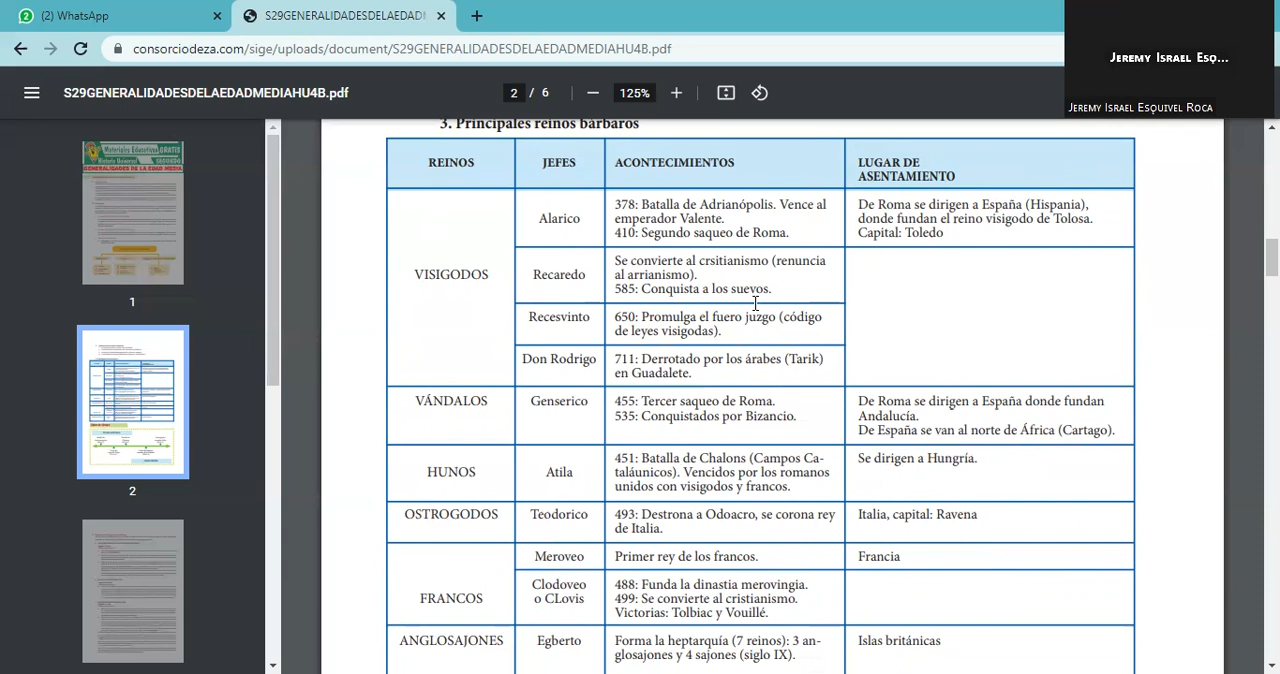 (2) WhatsApp
S29GENERALIDADESDELAEDADMEDIAHU4B.pdf
consorciodeza.com/sige/uploads/document/S29GENERALIDADESDELAEDADMEDIAHU4B.pdf
JEREMY ISRAEL ESQ...
JEREMY ISRAEL ESQUIVEL ROCA
S29GENERALIDADESDELAEDADMEDIAHU4B.pdf
2 / 6
125%
GENERALIDADES DE LA EDAD MEDIA
1
2
3. Principales reinos bárbaros
REINOS JEFES ACONTECIMIENTOS LUGAR DE
ASENTAMIENTO
VISIGODOS
Alarico
378: Batalla de Adrianópolis. Vence al
emperador Valente.
410: Segundo saqueo de Roma.
De Roma se dirigen a España (Hispania),
donde fundan el reino visigodo de Tolosa.
Capital: Toledo
Recaredo
Se convierte al crsitianismo (renuncia
al arrianismo).
585: Conquista a los suevos.
Recesvinto
650: Promulga el fuero juzgo (código
de leyes visigodas).
Don Rodrigo
711: Derrotado por los árabes (Tarik)
en Guadalete.
VÁNDALOS
Genserico
455: Tercer saqueo de Roma.
535: Conquistados por Bizancio.
De Roma se dirigen a España donde fundan
Andalucía.
De España se van al norte de África (Cartago).
HUNOS
Atila
451: Batalla de Chalons (Campos Ca-
taláunicos). Vencidos por los romanos
unidos con visigodos y francos.
Se dirigen a Hungría.
OSTROGODOS
Teodorico
493: Destrona a Odoacro, se corona rey
de Italia.
Italia, capital: Ravena
FRANCOS
Meroveo
Primer rey de los francos.
Francia
Clodoveo
o CLovis
488: Funda la dinastia merovingia.
499: Se convierte al cristianismo.
Victorias: Tolbiac y Vouillé.
ANGLOSAJONES
Egberto
Forma la heptarquía (7 reinos): 3 an-
glosajones y 4 sajones (siglo IX).
Islas británicas